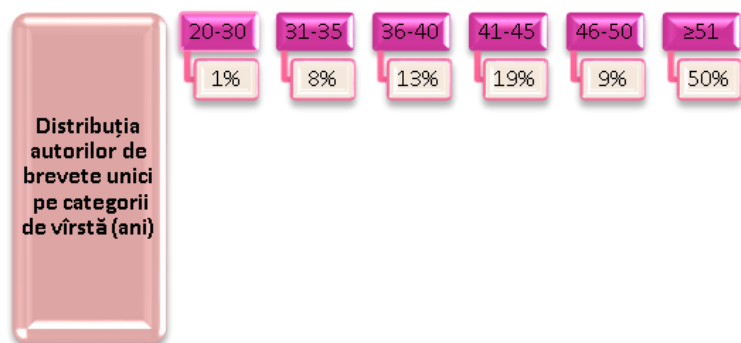 20-30 31-35 36-40 41-45 46-50 ≥51
1% 8% 13% 19% 9% 50%
Distribuția
autorilor de
brevete unici
pe categorii
de vîrstă (ani)